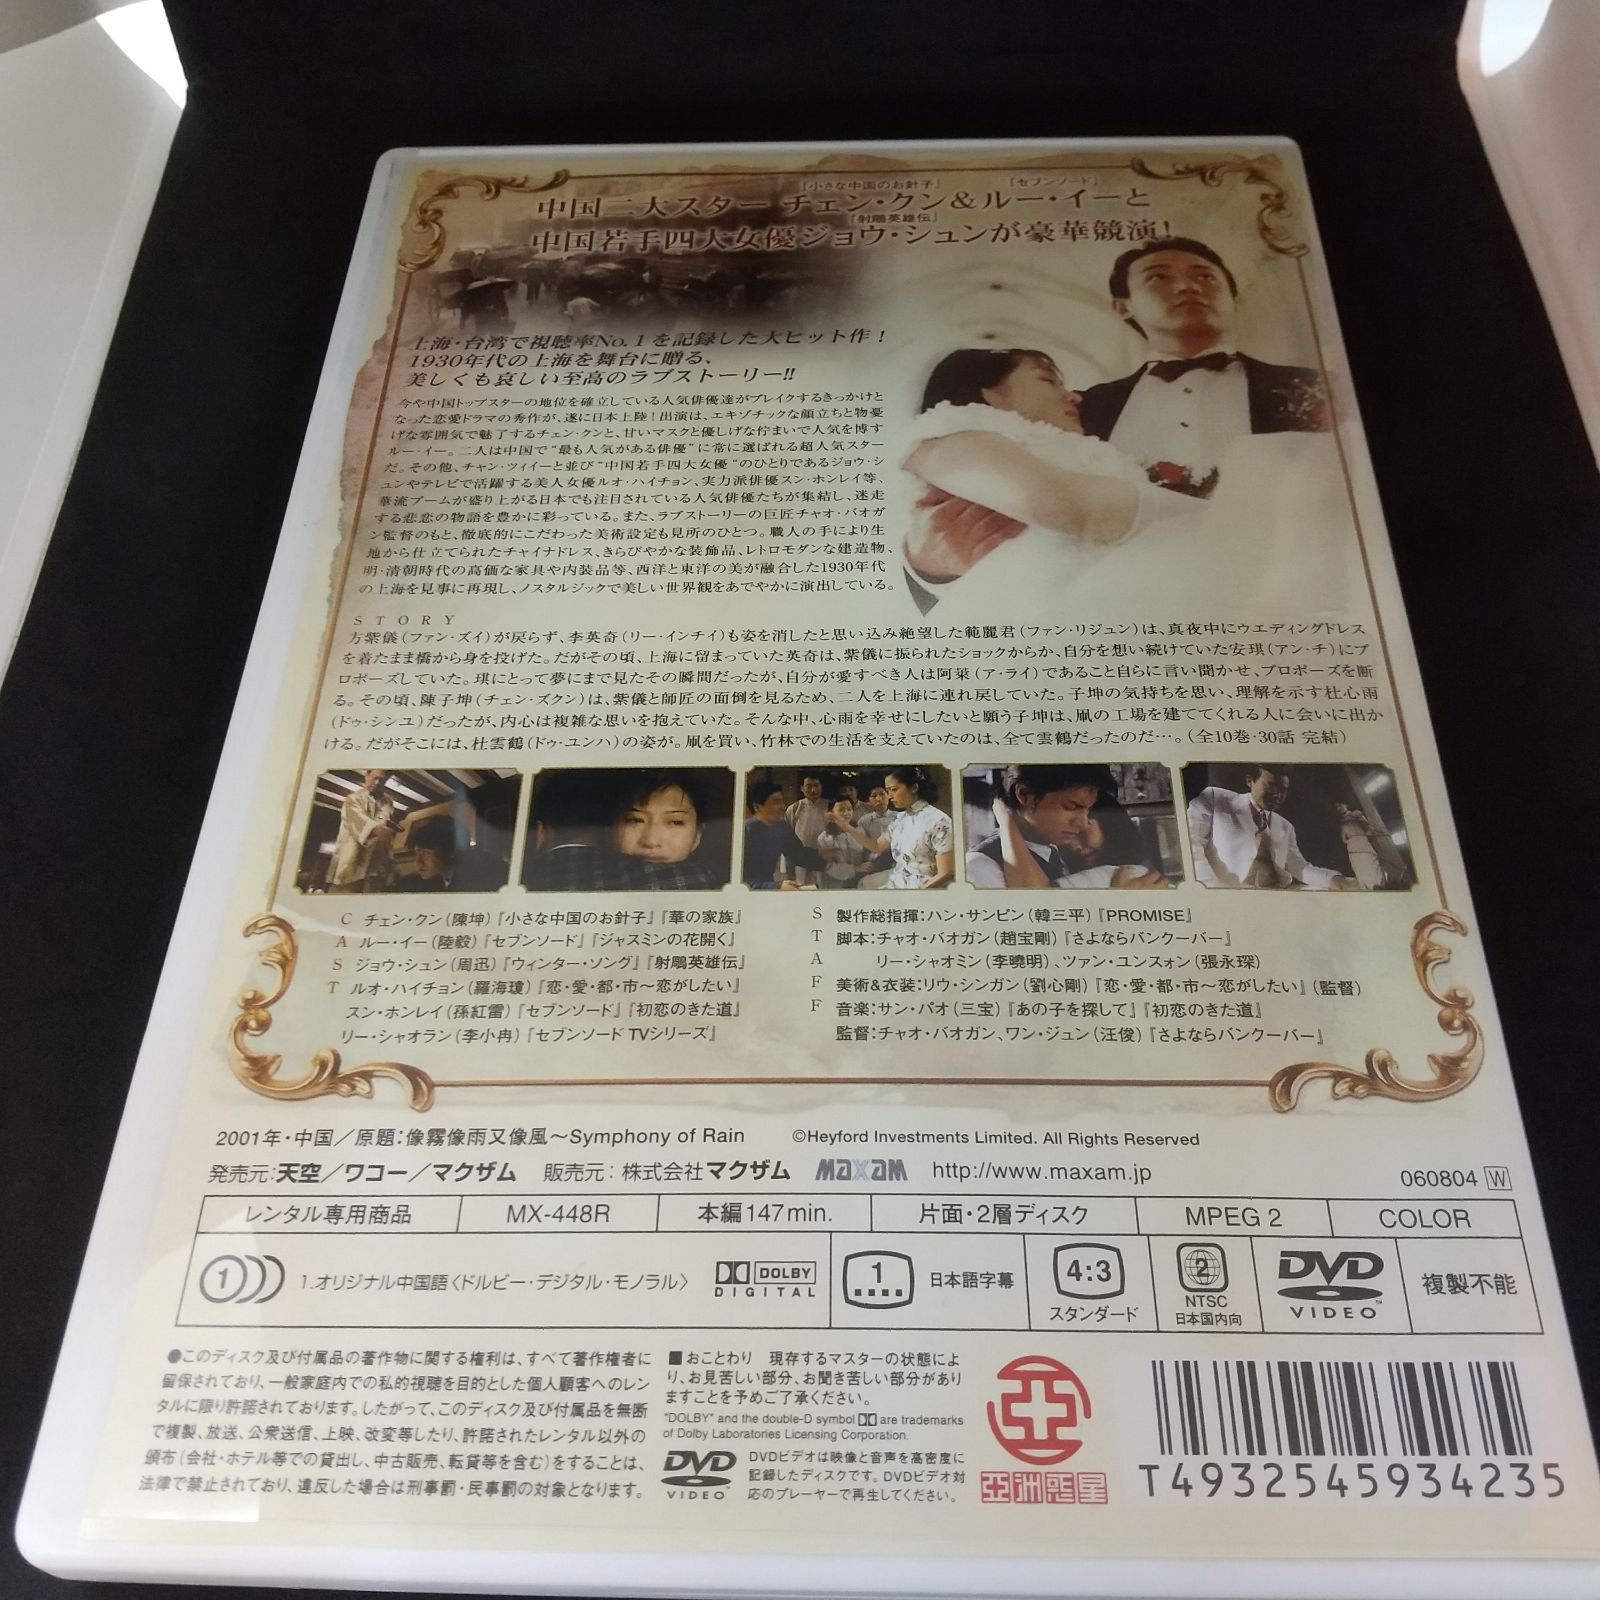 『小さな中国のお針子』 『セブンソード』
中国二大スター チェン・クン＆ルー・イーと
『射鵰英雄伝』
中国若手四大女優ジョウ・シュンが豪華競演！
上海・台湾で視聴率No.1を記録した大ヒット作！
1930年代の上海を舞台に贈る、
美しくも哀しい至高のラブストーリー!!
今や中国トップスターの地位を確立している人気俳優達がブレイクするきっかけと
なった恋愛ドラマの秀作が、遂に日本上陸！出演は、エキゾチックな顔立ちと物憂
げな雰囲気で魅了するチェン・クンと、甘いマスクと優しげな佇まいで人気を博す
ルー・イー。二人は中国で“最も人気がある俳優”に常に選ばれる超人気スター
だ。その他、チャン・ツィイーと並び“中国若手四大女優“のひとりであるジョウ・シ
ュンやテレビで活躍する美人女優ルオ・ハイチョン、実力派俳優スン・ホンレイ等、
華流ブームが盛り上がる日本でも注目されている人気俳優たちが集結し、迷走
する悲恋の物語を豊かに彩っている。また、ラブストーリーの巨匠チャオ・バオガ
ン監督のもと、徹底的にこだわった美術設定も見所のひとつ。職人の手により生
地から仕立てられたチャイナドレス、きらびやかな装飾品、レトロモダンな建造物、
明・清朝時代の高価な家具や内装品等、西洋と東洋の美が融合した1930年代
の上海を見事に再現し、ノスタルジックで美しい世界観をあでやかに演出している。
STORY
方紫儀（ファン・ズイ）が戻らず、李英奇（リー・インチイ）も姿を消したと思い込み絶望した範麗君（ファン・リジュン）は、真夜中にウエディングドレス
を着たまま橋から身を投げた。だがその頃、上海に留まっていた英奇は、紫儀に振られたショックからか、自分を想い続けていた安琪（アン・チ）にプ
ロポーズしていた。琪にとって夢にまで見たその瞬間だったが、自分が愛すべき人は阿莱（ア・ライ）であること自らに言い聞かせ、プロポーズを断
る。その頃、陳子坤（チェン・ズクン）は、紫儀と師匠の面倒を見るため、二人を上海に連れ戻していた。子坤の気持ちを思い、理解を示す杜心雨
（ドゥ・シンユ）だったが、内心は複雑な思いを抱えていた。そんな中、心雨を幸せにしたいと願う子坤は、凧の工場を建ててくれる人に会いに出か
ける。だがそこには、杜雲鶴（ドゥ・ユンハ）の姿が。凧を買い、竹林での生活を支えていたのは、全て雲鶴だったのだ…。（全10巻・30話 完結）
CAST
チェン・クン（陳坤）『小さな中国のお針子』『華の家族』
ルー・イー（陸毅）『セブンソード』『ジャスミンの花開く』
ジョウ・シュン（周迅）『ウィンター・ソング』『射鵰英雄伝』
ルオ・ハイチョン（羅海瓊）『恋・愛・都・市〜恋がしたい』
スン・ホンレイ（孫紅雷）『セブンソード』『初恋のきた道』
リー・シャオラン（李小冉）『セブンソード TVシリーズ』
STAFF
製作総指揮：ハン・サンピン（韓三平）『PROMISE』
脚本：チャオ・バオガン（趙宝剛）『さよならバンクーバー』
リー・シャオミン（李曉明）、ツァン・ユンスォン（張永琛）
美術&衣装：リウ・シンガン（劉心剛）『恋・愛・都・市〜恋がしたい』（監督）
音楽：サン・パオ（三宝）『あの子を探して』『初恋のきた道』
監督：チャオ・バオガン、ワン・ジュン（汪俊）『さよならバンクーバー』
2001年・中国／原題：像霧像雨又像風〜Symphony of Rain ©Heyford Investments Limited. All Rights Reserved
発売元：天空／ワコー／マクザム 販売元：株式会社マクザム MAXAM http://www.maxam.jp
060804 W
レンタル専用商品 MX-448R 本編147min. 片面・2層ディスク MPEG 2 COLOR
1 1.オリジナル中国語〈ドルビー・デジタル・モノラル〉 DOLBY DIGITAL 1 日本語字幕 4:3 スタンダード 2 NTSC 日本国内向 DVD VIDEO 複製不能
●このディスク及び付属品の著作物に関する権利は、すべて著作権者に
留保されており、一般家庭内での私的視聴を目的とした個人顧客へのレン
タルに限り許諾されております。したがって、このディスク及び付属品を無断
で複製、放送、公衆送信、上映、改変等したり、許諾されたレンタル以外の
頒布（会社・ホテル等での貸出し、中古販売、転貸等を含む）をすることは、
法律で禁止されており、違反した場合は刑事罰・民事罰の対象となります。
■おことわり 現存するマスターの状態によ
り、お見苦しい部分、お聞き苦しい部分があり
ますことを予めご了承ください。
"DOLBY" and the double-D symbol are trademarks
of Dolby Laboratories Licensing Corporation.
DVD VIDEO
DVDビデオは映像と音声を高密度に
記録したディスクです。DVDビデオ対
応のプレーヤーで再生してください。
亞
亞洲惑星
T4932545934235